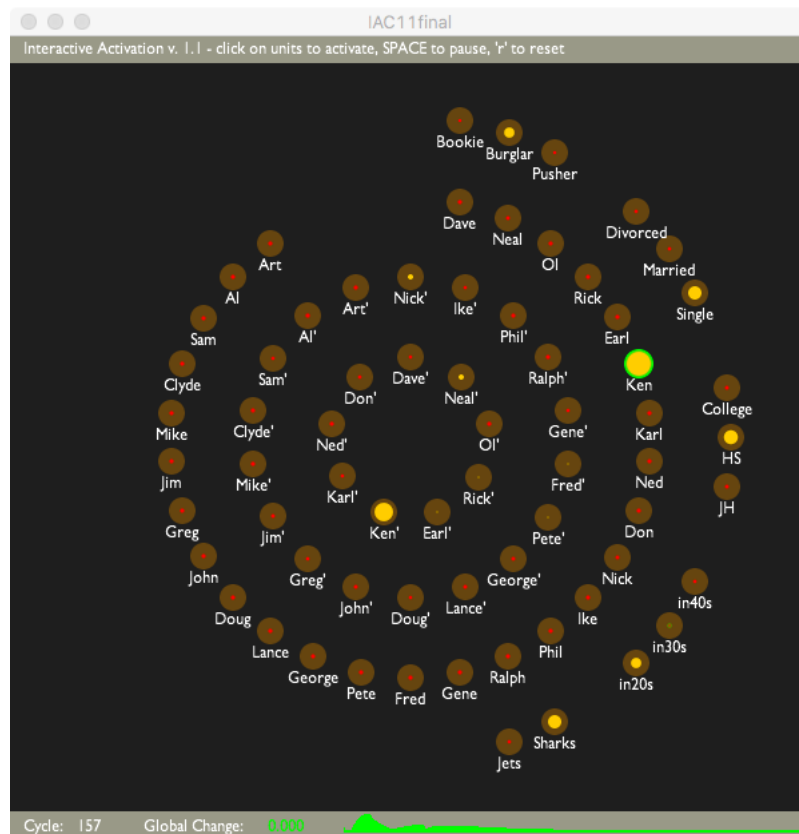 IAC11final
Interactive Activation v. 1.1 - click on units to activate, SPACE to pause, 'r' to reset
Bookie
Burglar
Pusher
Dave
Neal
Ol
Divorced
Married
Single
Art
Al
Sam
Clyde
Mike
Jim
Greg
John
Doug
Lance
George
Pete
Fred
Gene
Ralph
Phil
Ike
Nick
Don
Ned
Karl
Ken
Earl
Rick
Art'
Nick'
Ike'
Phil'
Ralph'
Gene'
Fred'
Pete'
George'
Lance'
Doug'
John'
Greg'
Jim'
Mike'
Clyde'
Sam'
Al'
Dave'
Neal'
Ol'
Rick'
Earl'
Ken'
Karl'
Ned'
Don'
College
HS
JH
in40s
in30s
in20s
Sharks
Jets
Cycle: 157 Global Change: 0.000